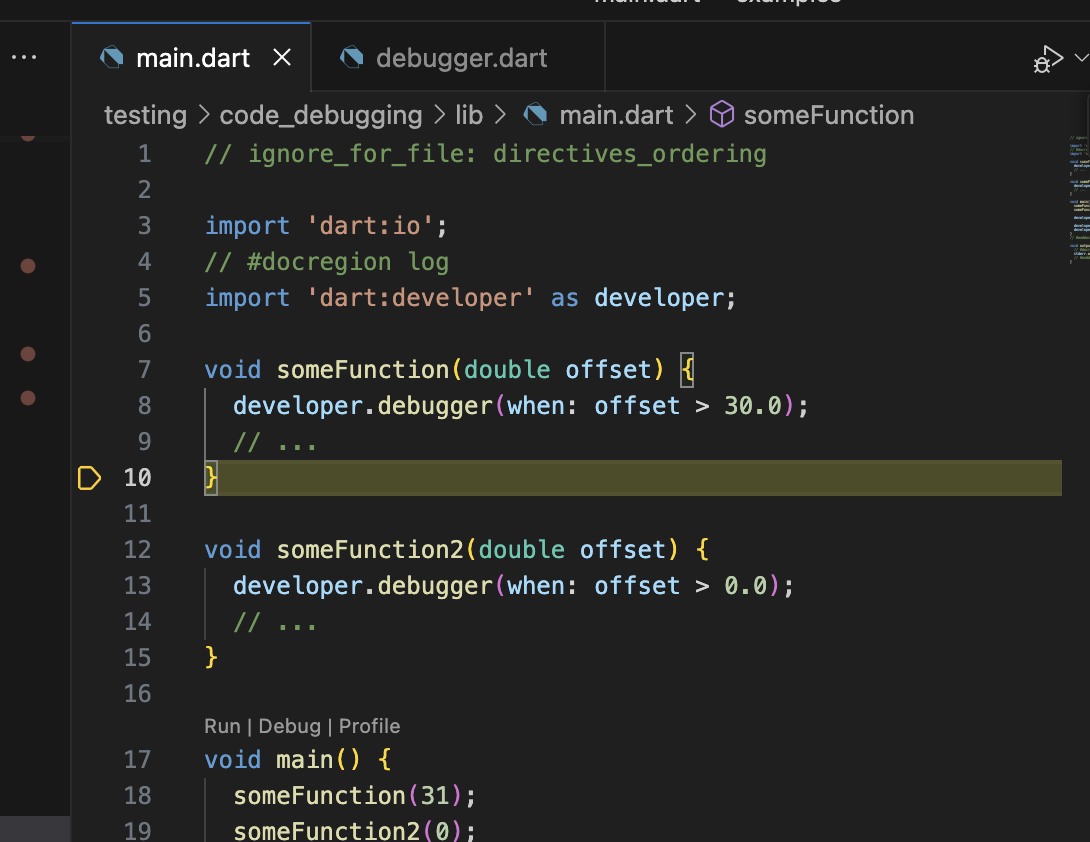 main.dart debugger.dart
testing > code_debugging > lib > main.dart > someFunction
1 // ignore_for_file: directives_ordering
2
3 import 'dart:io';
4 // #docregion log
5 import 'dart:developer' as developer;
6
7 void someFunction(double offset) {
8 developer.debugger(when: offset > 30.0);
9 // ...
10 }
11
12 void someFunction2(double offset) {
13 developer.debugger(when: offset > 0.0);
14 // ...
15 }
16
Run | Debug | Profile
17 void main() {
18 someFunction(31);
19 someFunction2(0);